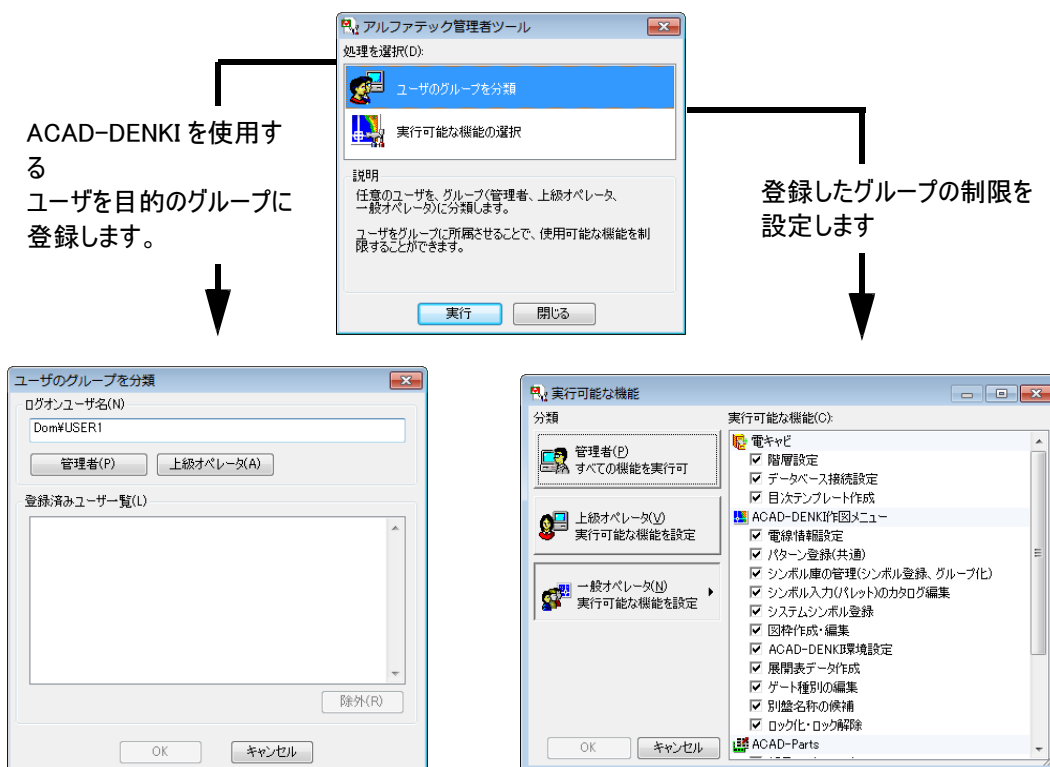 アルファテック管理者ツール
処理を選択(D):
ユーザのグループを分類
実行可能な機能の選択
説明
任意のユーザを、グループ(管理者、上級オペレータ、
一般オペレータ)に分類します。
ユーザをグループに所属させることで、使用可能な機能を制
限することができます。
実行
閉じる
ACAD-DENKI を使用す
る
ユーザを目的のグループに
登録します。
登録したグループの制限を
設定します
ユーザのグループを分類
ログオンユーザ名(N)
Dom¥USER1
管理者(P)
上級オペレータ(A)
登録済みユーザー覧(L)
除外(R)
OK
キャンセル
実行可能な機能
分類
管理者(P)
すべての機能を実行可
上級オペレータ(V)
実行可能な機能を設定
一般オペレータ(N)
実行可能な機能を設定
OK
キャンセル
実行可能な機能(C):
電キャビ
階層設定
データベース接続設定
目次テンプレート作成
ACAD-DENKI作図メニュー
電線情報設定
パターン登録(共通)
シンボル庫の管理(シンボル登録、グループ化)
シンボル入力(パレット)のカタログ編集
システムシンボル登録
図枠作成・編集
ACAD-DENKI環境設定
展開表データ作成
ゲート種別の編集
別盤名称の候補
ロック化・ロック解除
ACAD-Parts